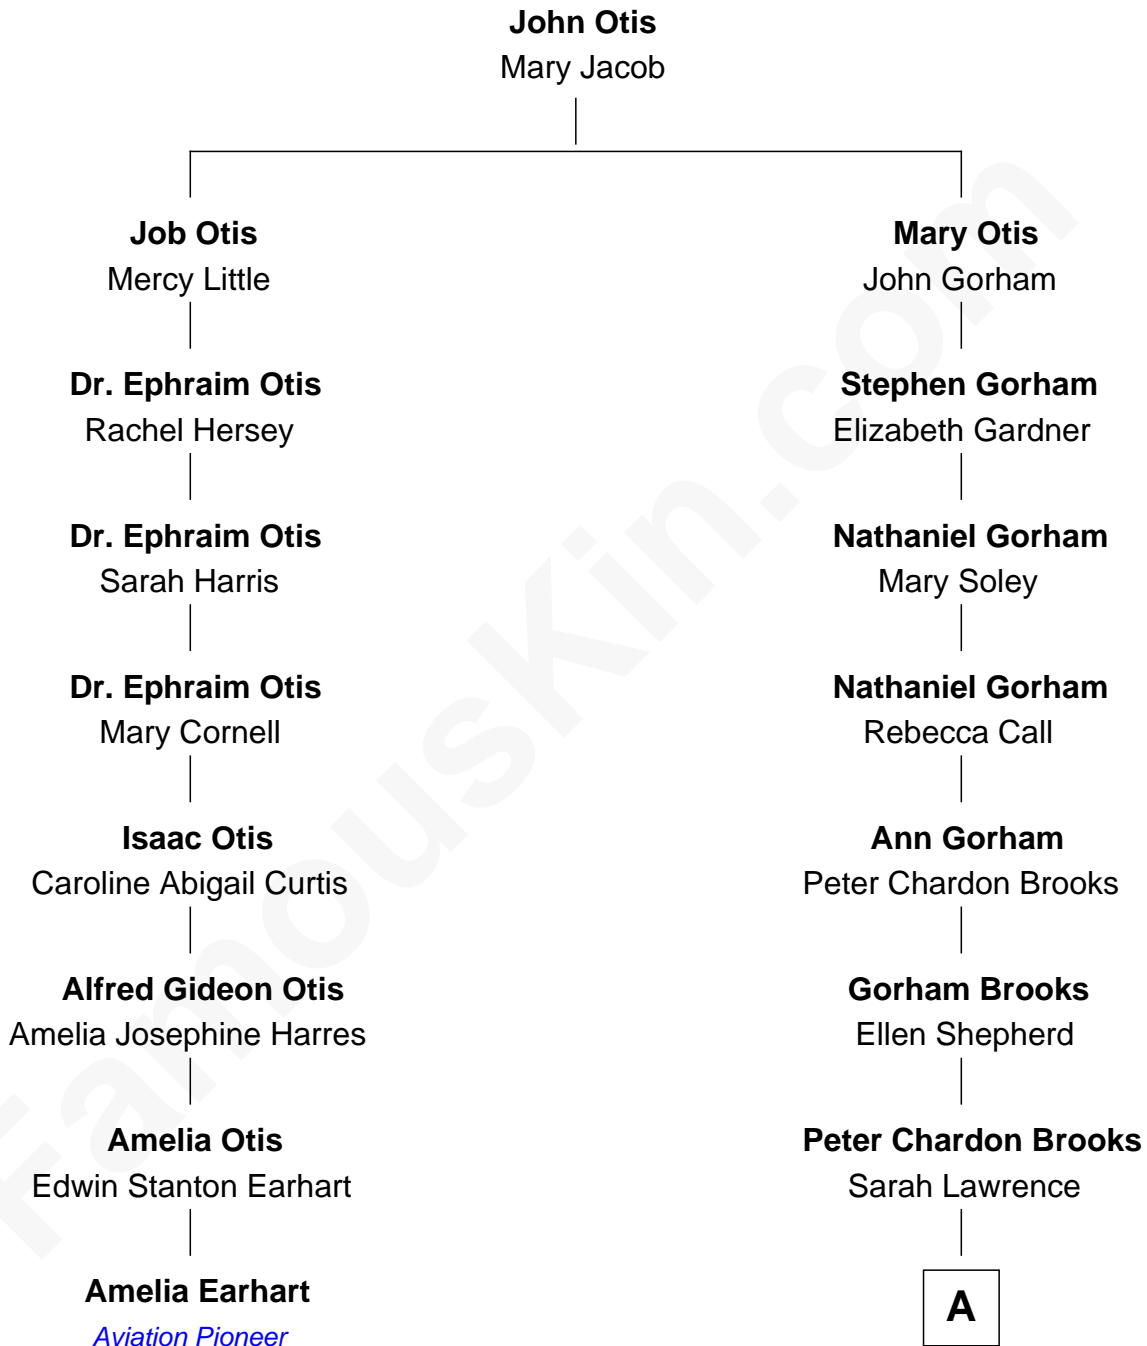 John Otis
Mary Jacob
Job Otis
Mercy Little
Mary Otis
John Gorham
Dr. Ephraim Otis
Rachel Hersey
Stephen Gorham
Elizabeth Gardner
Dr. Ephraim Otis
Sarah Harris
Nathaniel Gorham
Mary Soley
Dr. Ephraim Otis
Mary Cornell
Nathaniel Gorham
Rebecca Call
Isaac Otis
Caroline Abigail Curtis
Ann Gorham
Peter Chardon Brooks
Alfred Gideon Otis
Amelia Josephine Harres
Gorham Brooks
Ellen Shepherd
Amelia Otis
Edwin Stanton Earhart
Peter Chardon Brooks
Sarah Lawrence
Amelia Earhart
Aviation Pioneer
A
FamousKin.com